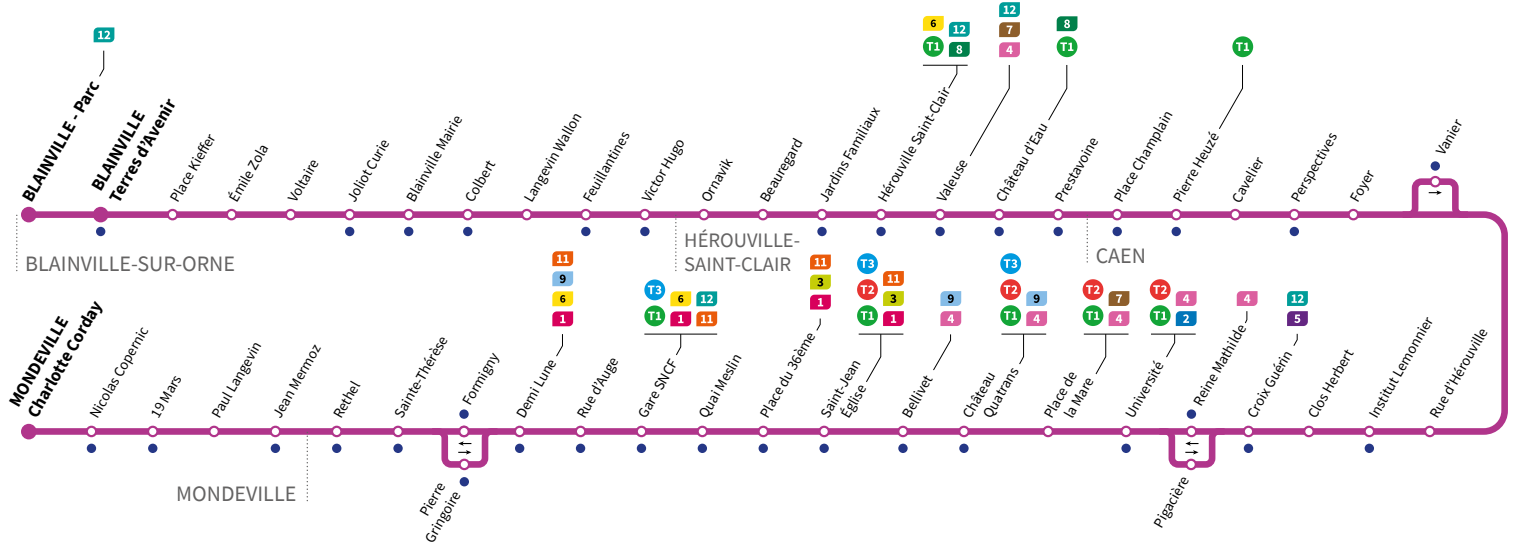 12
6
12
T1
8
12
7
4
8
T1
T1
BLAINVILLE - Parc
BLAINVILLE
Terres d'Avenir
Place Kieffer
Émile Zola
Voltaire
Joliot Curie
Blainville Mairie
Colbert
Langevin Wallon
Feuillantines
Victor Hugo
Ornavik
Beauregard
Jardins Familiaux
Hérouville Saint-Clair
Valeuse
Château d'Eau
Prestavoine
Place Champlain
Pierre Heuzé
Cavelier
Perspectives
Foyer
Vanier
→
BLAINVILLE-SUR-ORNE
HÉROUVILLE-
SAINT-CLAIR
CAEN
11
9
6
1
T3
6
12
T1
1
11
11
3
1
T3
11
T2
3
T1
1
9
4
T3
T2
9
T1
4
T2
7
T1
4
T2
4
T1
2
4
12
5
MONDEVILLE
Charlotte Corday
Nicolas Copernic
19 Mars
Paul Langevin
Jean Mermoz
Rethel
Sainte-Thérèse
Formigny
Demi Lune
Rue d'Auge
Gare SNCF
Quai Meslin
Place du 36ème
Saint-Jean
Église
Bellivet
Château
Quatrans
Place de
la Mare
Université
Reine Mathilde
Croix Guérin
Clos Herbert
Institut Lemonnier
Rue d'Hérouville
←
→
←
→
MONDEVILLE
Pierre
Gringoire
Pigacière